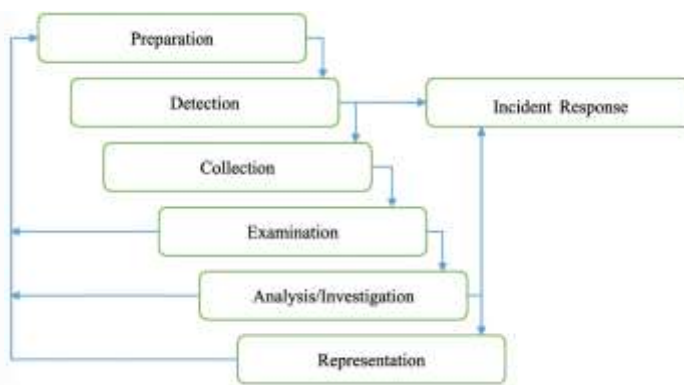 Preparation
Detection
Incident Response
Collection
Examination
Analysis/Investigation
Representation